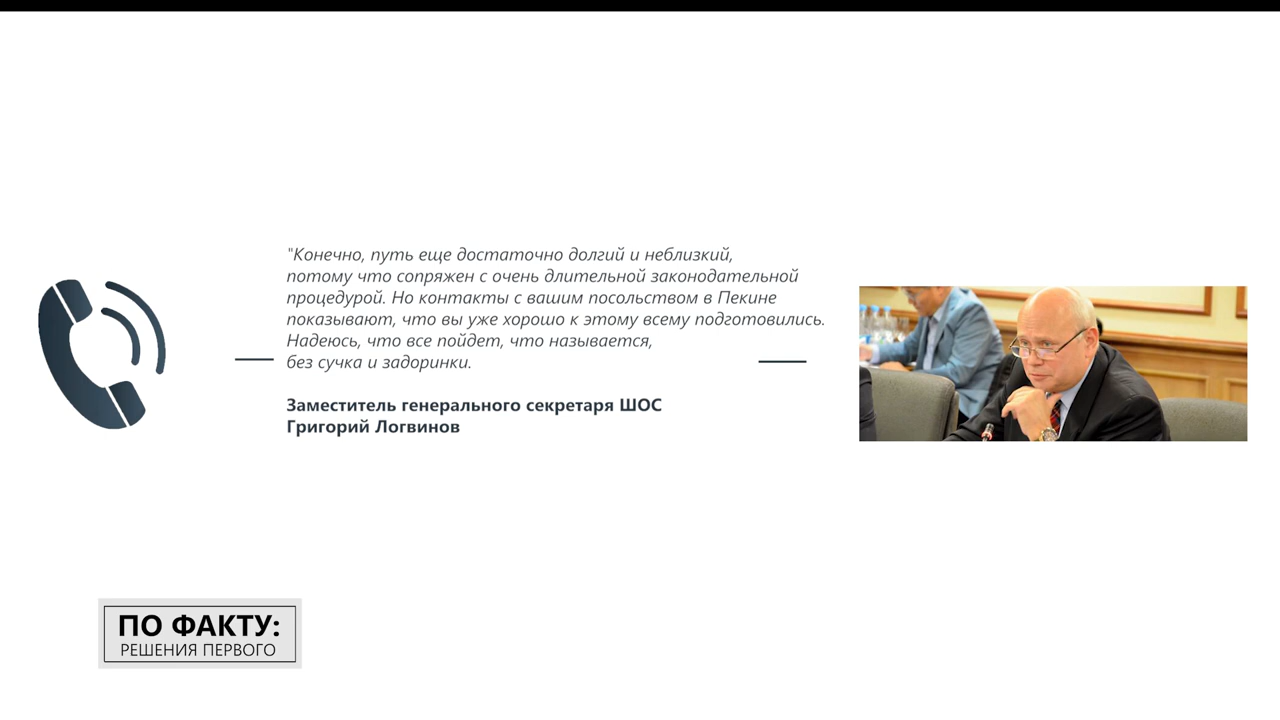 "Конечно, путь еще достаточно долгий и неблизкий,
потому что сопряжен с очень длительной законодательной
процедурой. Но контакты с вашим посольством в Пекине
показывают, что вы уже хорошо к этому всему подготовились.
Надеюсь, что все пойдет, что называется,
без сучка и задоринки.
Заместитель генерального секретаря ШОС
Григорий Логвинов
ПО ФАКТУ:
РЕШЕНИЯ ПЕРВОГО